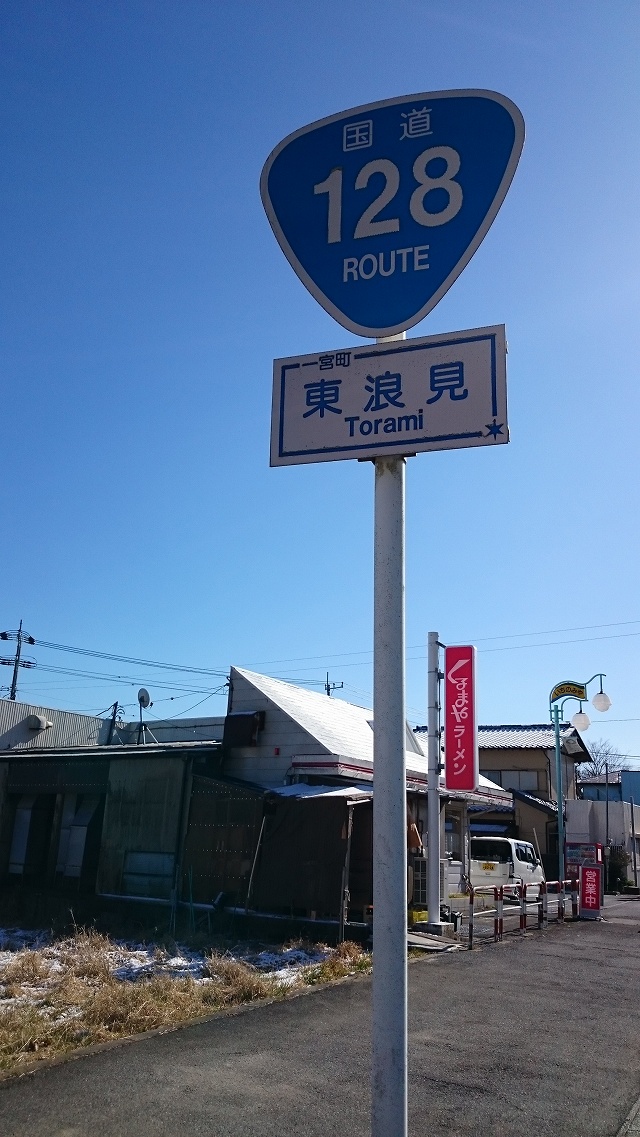 国道
128
ROUTE
一宮町
東浪見
Torami
くるまやラーメン
営業中